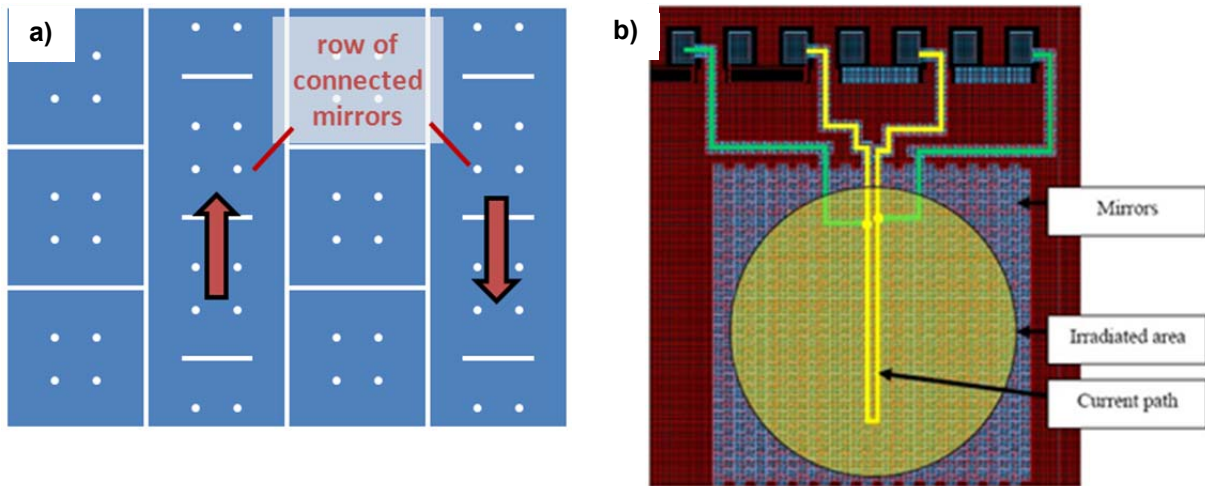 a)
row of
connected
mirrors
b)
Mirrors
Irradiated area
Current path